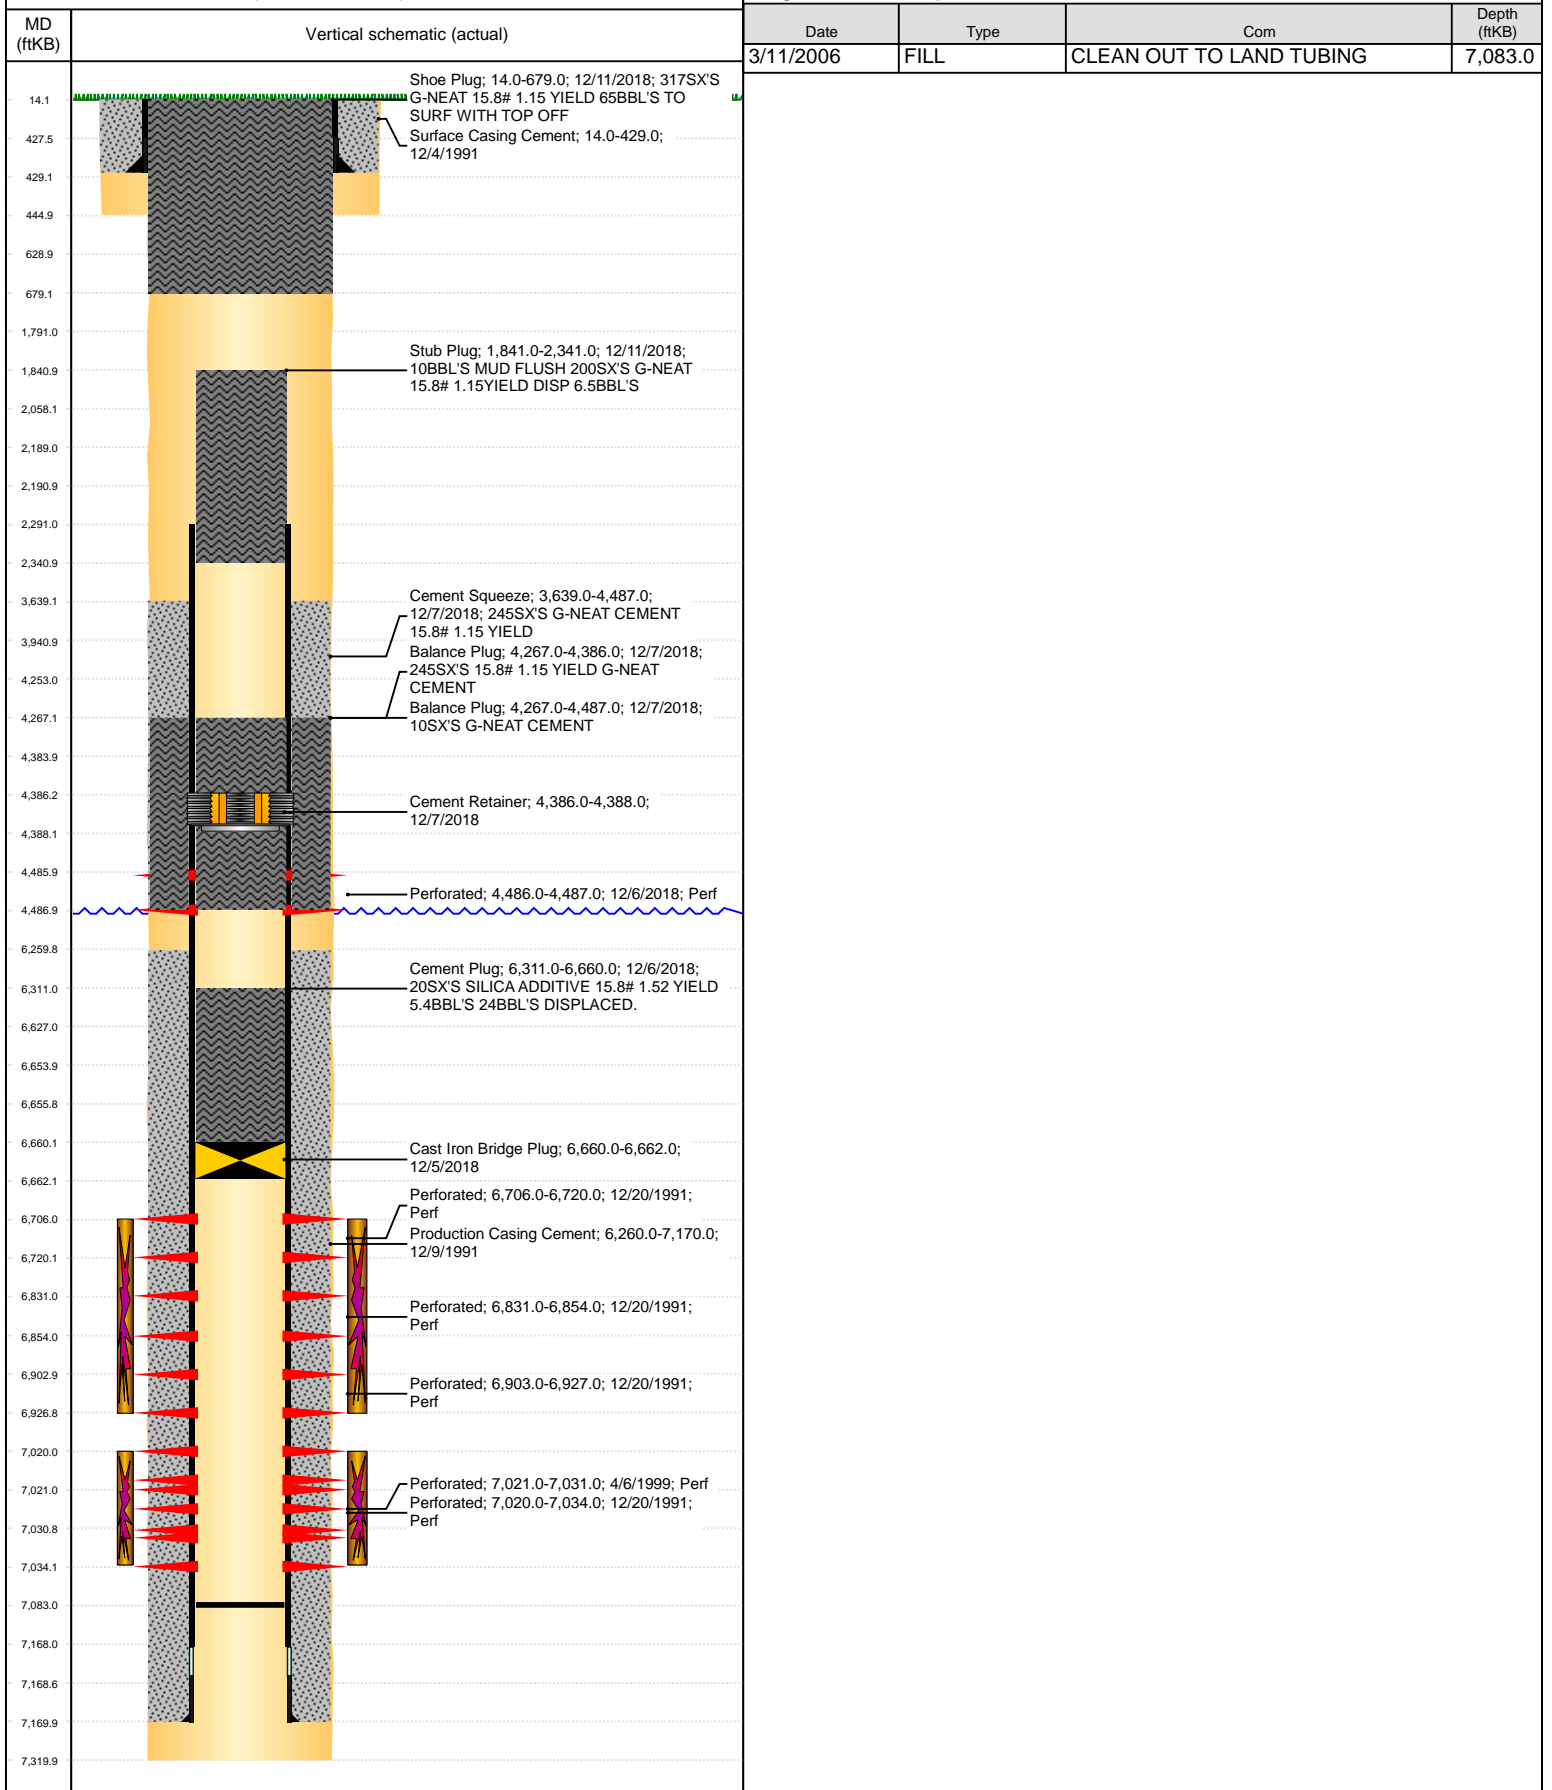 MD
(ftKB)
Vertical schematic (actual)
Date
Type
Com
Depth
(ftKB)
3/11/2006
FILL
CLEAN OUT TO LAND TUBING
7,083.0
14.1
427.5
429.1
444.9
628.9
679.1
1,791.0
1,840.9
2,058.1
2,189.0
2,190.9
2,291.0
2,340.9
3,639.1
3,940.9
4,253.0
4,267.1
4,383.9
4,386.2
4,388.1
4,485.9
4,486.9
6,259.8
6,311.0
6,627.0
6,653.9
6,655.8
6,660.1
6,662.1
6,706.0
6,720.1
6,831.0
6,854.0
6,902.9
6,926.8
7,020.0
7,021.0
7,030.8
7,034.1
7,083.0
7,168.0
7,168.6
7,169.9
7,319.9
Shoe Plug; 14.0-679.0; 12/11/2018; 317SX'S
G-NEAT 15.8# 1.15 YIELD 65BBL'S TO
SURF WITH TOP OFF
Surface Casing Cement; 14.0-429.0;
12/4/1991
Stub Plug; 1,841.0-2,341.0; 12/11/2018;
10BBL'S MUD FLUSH 200SX'S G-NEAT
15.8# 1.15YIELD DISP 6.5BBL'S
Cement Squeeze; 3,639.0-4,487.0;
12/7/2018; 245SX'S G-NEAT CEMENT
15.8# 1.15 YIELD
Balance Plug; 4,267.0-4,386.0; 12/7/2018;
245SX'S 15.8# 1.15 YIELD G-NEAT
CEMENT
Balance Plug; 4,267.0-4,487.0; 12/7/2018;
10SX'S G-NEAT CEMENT
Cement Retainer; 4,386.0-4,388.0;
12/7/2018
Perforated; 4,486.0-4,487.0; 12/6/2018; Perf
Cement Plug; 6,311.0-6,660.0; 12/6/2018;
20SX'S SILICA ADDITIVE 15.8# 1.52 YIELD
5.4BBL'S 24BBL'S DISPLACED.
Cast Iron Bridge Plug; 6,660.0-6,662.0;
12/5/2018
Perforated; 6,706.0-6,720.0; 12/20/1991;
Perf
Production Casing Cement; 6,260.0-7,170.0;
12/9/1991
Perforated; 6,831.0-6,854.0; 12/20/1991;
Perf
Perforated; 6,903.0-6,927.0; 12/20/1991;
Perf
Perforated; 7,021.0-7,031.0; 4/6/1999; Perf
Perforated; 7,020.0-7,034.0; 12/20/1991;
Perf